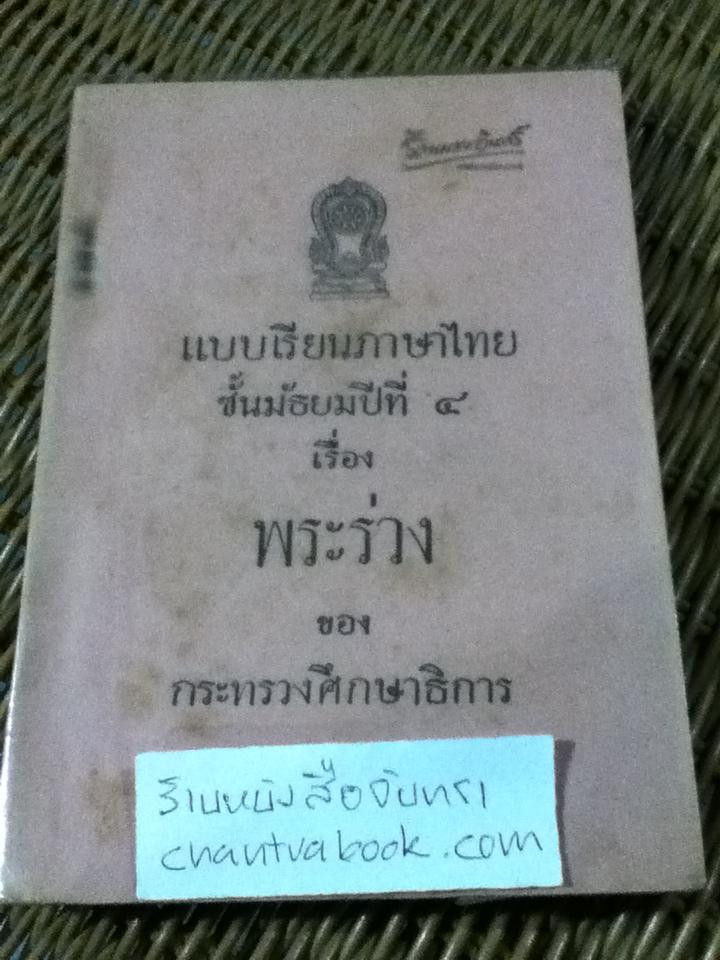 แบบเรียนภาษาไทย
ชั้นมัธยมปีที่ ๔
เรื่อง
พระร่วง
ของ
กระทรวงศึกษาธิการ
ร้านหนังสือจันทรา
chantrabook.com